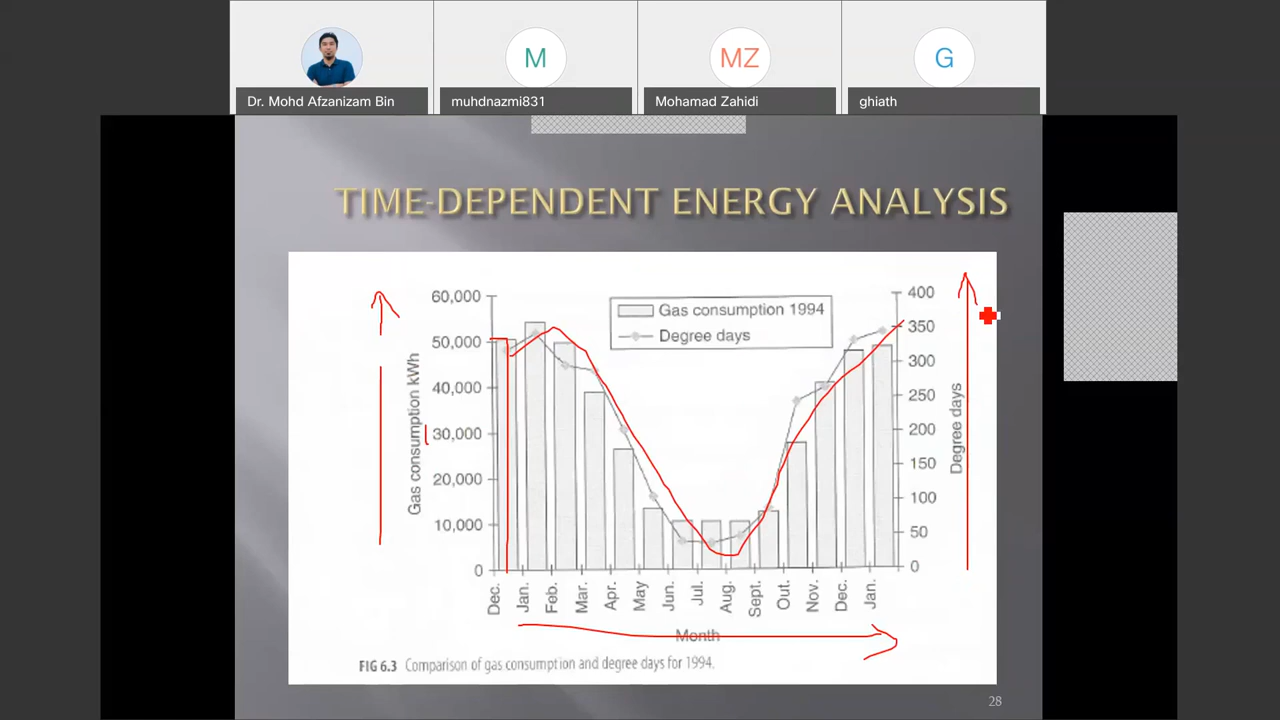 M
MZ
G
Dr. Mohd Afzanizam Bin
muhdnazmi831
Mohamad Zahidi
ghiath
TIME-DEPENDENT ENERGY ANALYSIS
60,000
50,000
40,000
30,000
20,000
10,000
0
Gas consumption kWh
Gas consumption 1994
Degree days
400
350
300
250
200
150
100
50
0
Degree days
Dec.
Jan.
Feb.
Mar.
Apr.
May
Jun.
Jul.
Aug.
Sept.
Out.
Nov.
Dec.
Jan.
Month
FIG 6.3 Comparison of gas consumption and degree days for 1994.
28